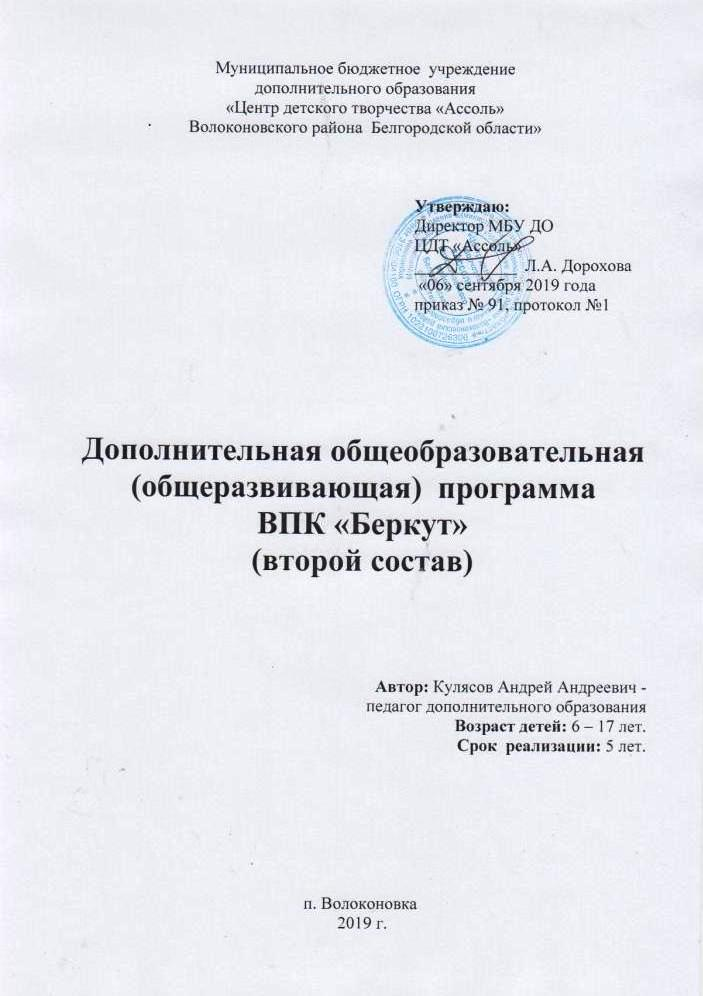 Муниципальное бюджетное учреждение
дополнительного образования
«Центр детского творчества «Ассоль»
Волоконовского района Белгородской области»
Утверждаю:
Директор МБУ ДО
ЦДТ «Ассоль»
Л.А. Дорохова
«06» сентября 2019 года
приказ № 91, протокол №1
Дополнительная общеобразовательная
(общеразвивающая) программа
ВПК «Беркут»
(второй состав)
Автор: Кулясов Андрей Андреевич -
педагог дополнительного образования
Возраст детей: 6 – 17 лет.
Срок реализации: 5 лет.
п. Волоконовка
2019 г.